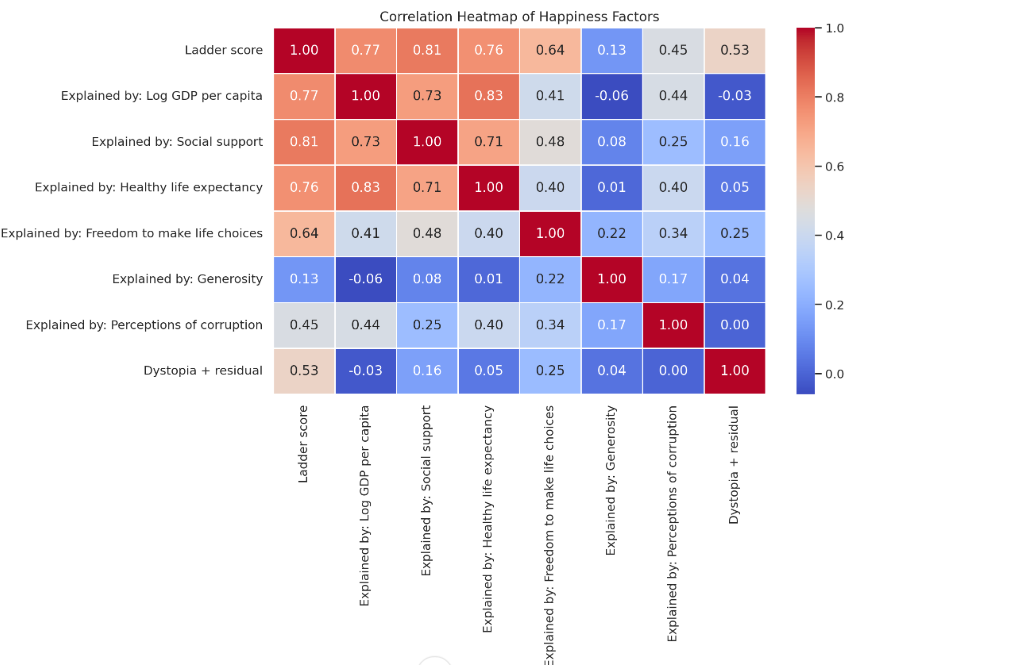 Correlation Heatmap of Happiness Factors
Ladder score 1.00 0.77 0.81 0.76 0.64 0.13 0.45 0.53
Explained by: Log GDP per capita 0.77 1.00 0.73 0.83 0.41 -0.06 0.44 -0.03
Explained by: Social support 0.81 0.73 1.00 0.71 0.48 0.08 0.25 0.16
Explained by: Healthy life expectancy 0.76 0.83 0.71 1.00 0.40 0.01 0.40 0.05
Explained by: Freedom to make life choices 0.64 0.41 0.48 0.40 1.00 0.22 0.34 0.25
Explained by: Generosity 0.13 -0.06 0.08 0.01 0.22 1.00 0.17 0.04
Explained by: Perceptions of corruption 0.45 0.44 0.25 0.40 0.34 0.17 1.00 0.00
Dystopia + residual 0.53 -0.03 0.16 0.05 0.25 0.04 0.00 1.00
Ladder score
Explained by: Log GDP per capita
Explained by: Social support
Explained by: Healthy life expectancy
Explained by: Freedom to make life choices
Explained by: Generosity
Explained by: Perceptions of corruption
Dystopia + residual
1.0
0.8
0.6
0.4
0.2
0.0